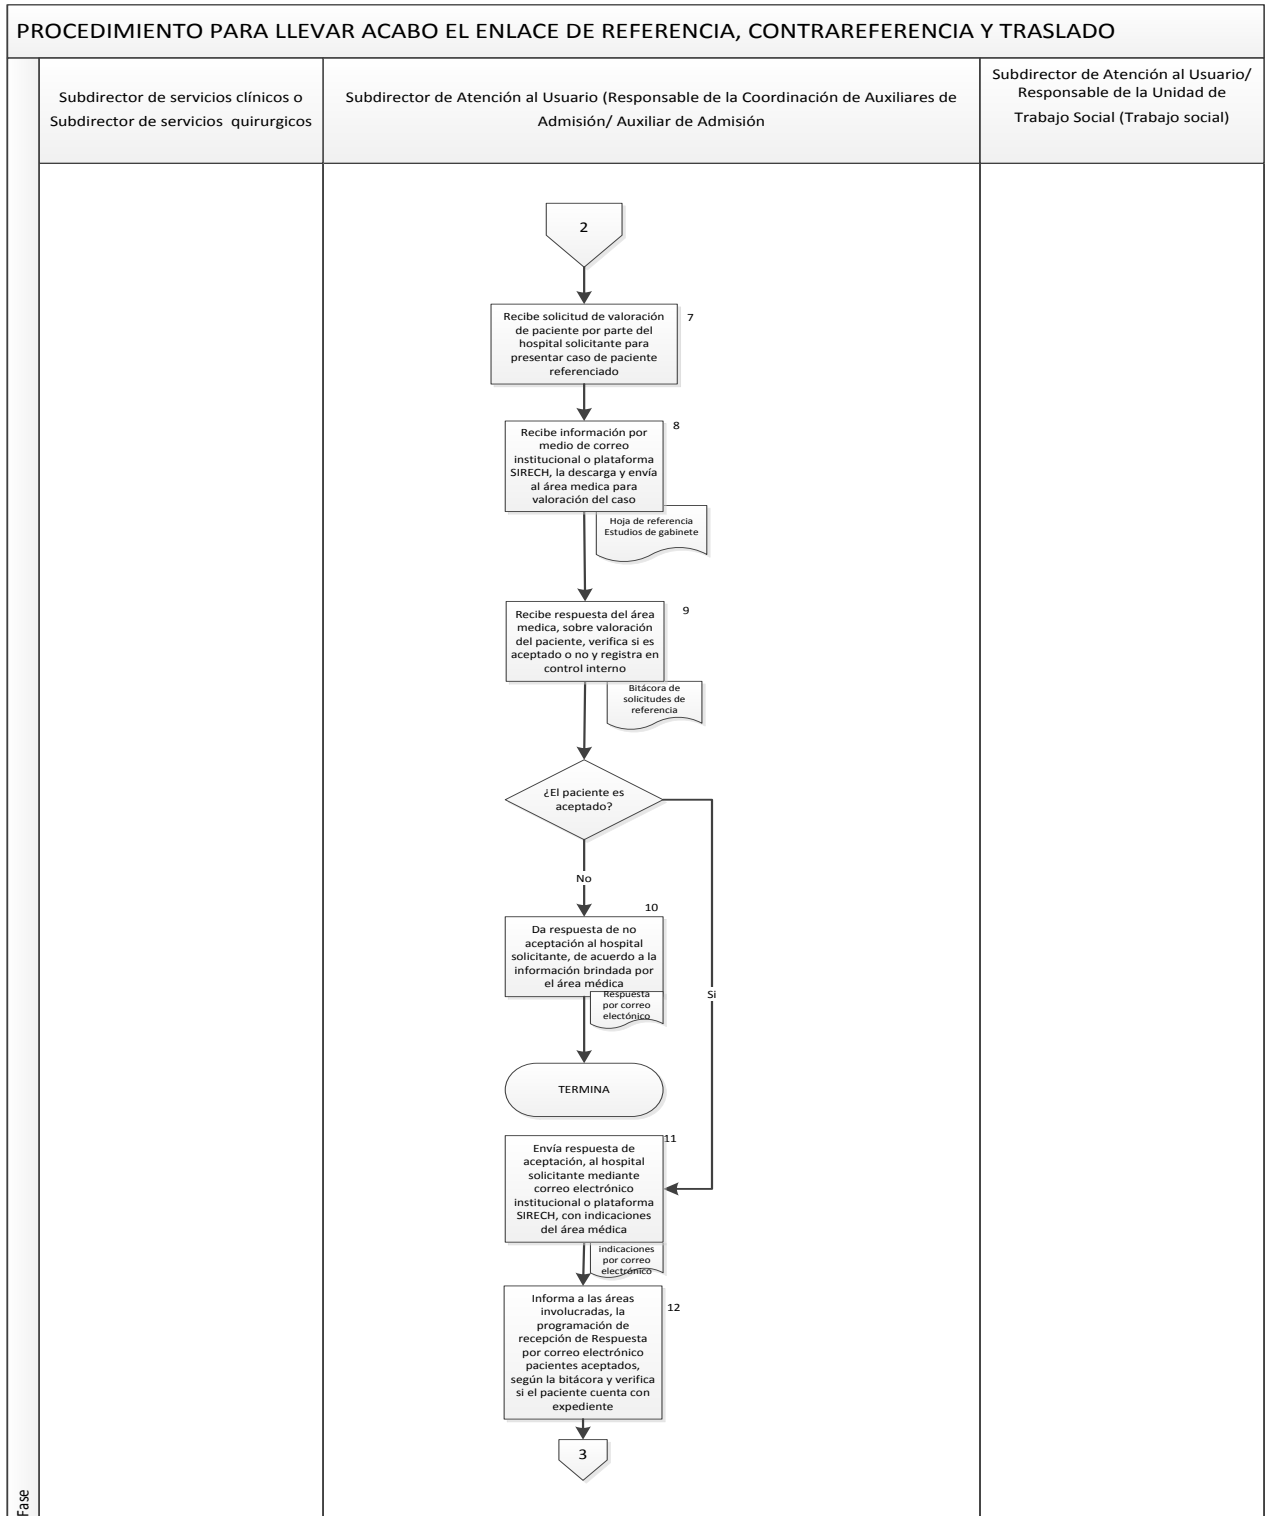 PROCEDIMIENTO PARA LLEVAR ACABO EL ENLACE DE REFERENCIA, CONTRAREFERENCIA Y TRASLADO
Subdirector de servicios clínicos o
Subdirector de servicios quirurgicos
Subdirector de Atención al Usuario (Responsable de la Coordinación de Auxiliares de
Admisión/ Auxiliar de Admisión
Subdirector de Atención al Usuario/
Responsable de la Unidad de
Trabajo Social (Trabajo social)
2
Recibe solicitud de valoración
de paciente por parte del
hospital solicitante para
presentar caso de paciente
referenciado
7
Recibe información por
medio de correo
institucional o plataforma
SIRECH, la descarga y envía
al área medica para
valoración del caso
8
Hoja de referencia
Estudios de gabinete
Recibe respuesta del área
medica, sobre valoración
del paciente, verifica si es
aceptado o no y registra en
control interno
9
Bitácora de
solicitudes de
referencia
¿El paciente es
aceptado?
No
Si
10
Da respuesta de no
aceptación al hospital
solicitante, de acuerdo a la
información brindada por
el área médica
Respuesta
por correo
electónico
TERMINA
11
Envía respuesta de
aceptación, al hospital
solicitante mediante
correo electrónico
institucional o plataforma
SIRECH, con indicaciones
del área médica
indicaciones
por correo
electrónico
12
Informa a las áreas
involucradas, la
programación de
recepción de Respuesta
por correo electrónico
pacientes aceptados,
según la bitácora y verifica
si el paciente cuenta con
expediente
3
Fase